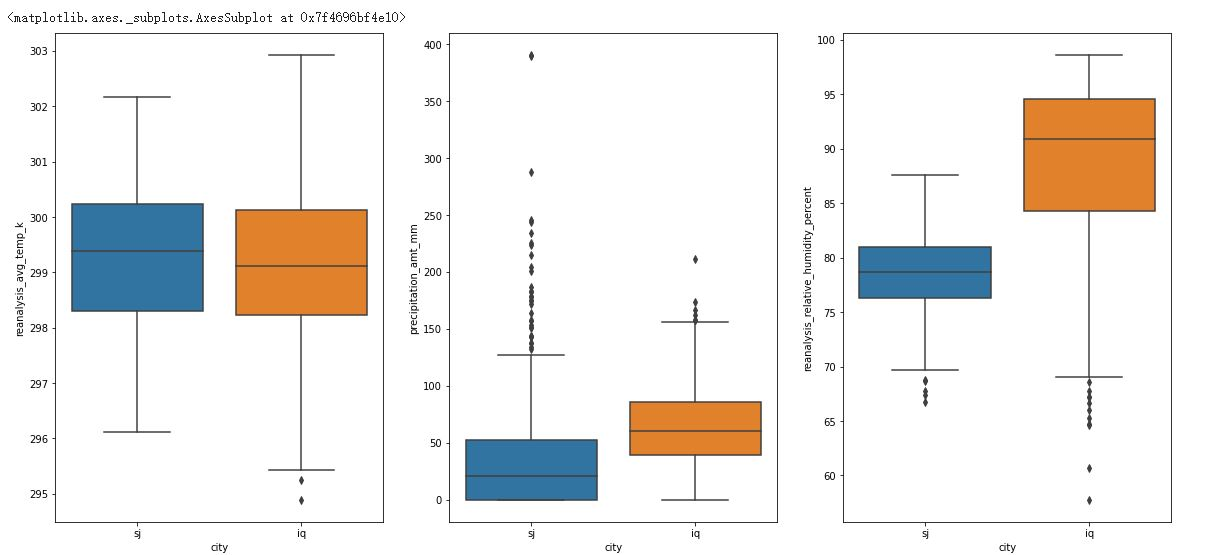 <matplotlib.axes._subplots.AxesSubplot at 0x7f4696bf4e10>
303
302
301
300
299
298
297
296
295
reanalysis_avg_temp_k
sj
iq
city
400
350
300
250
200
150
100
50
0
precipitation_amt_mm
sj
iq
city
100
95
90
85
80
75
70
65
60
reanalysis_relative_humidity_percent
sj
iq
city